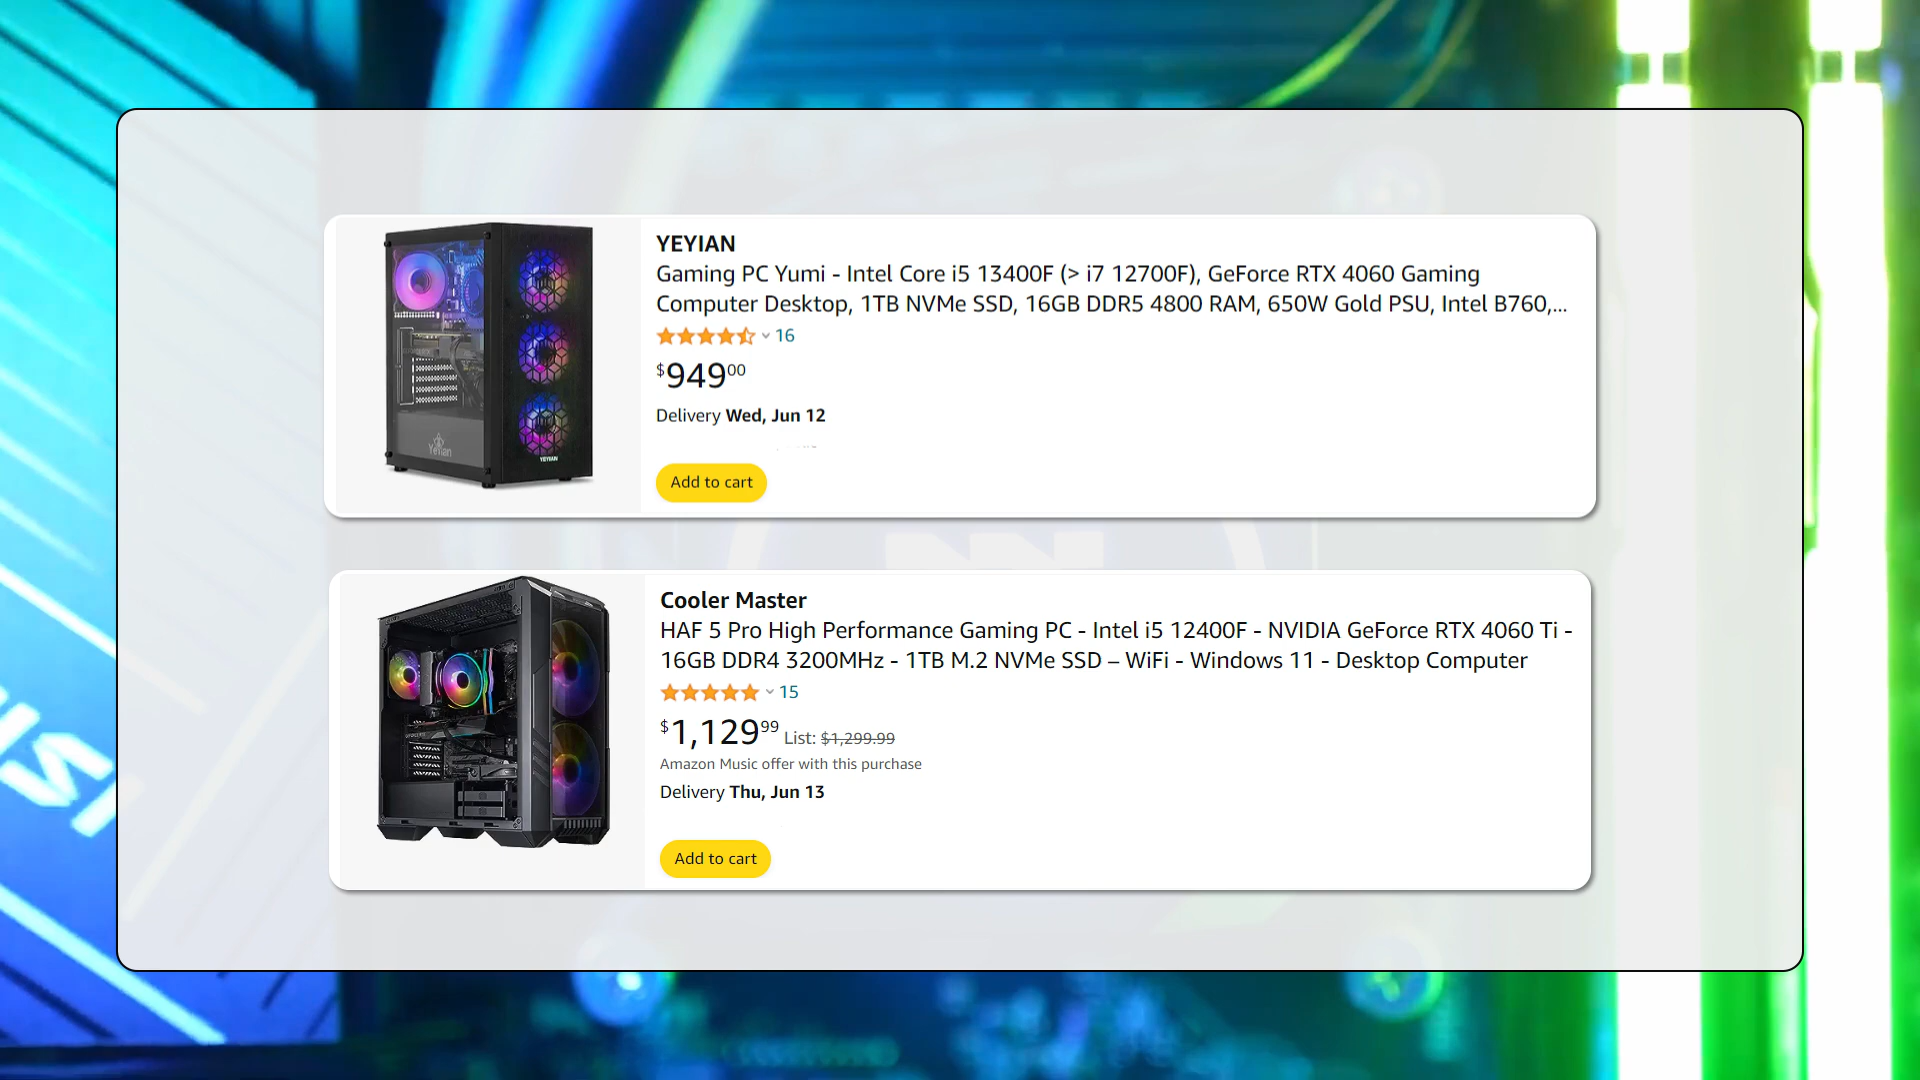 YEYIAN
Gaming PC Yumi - Intel Core i5 13400F (> i7 12700F), GeForce RTX 4060 Gaming
Computer Desktop, 1TB NVMe SSD, 16GB DDR5 4800 RAM, 650W Gold PSU, Intel B760,...
16
$94900
Delivery Wed, Jun 12
Add to cart
Yeyian
YEYIAN
Cooler Master
HAF 5 Pro High Performance Gaming PC - Intel i5 12400F - NVIDIA GeForce RTX 4060 Ti -
16GB DDR4 3200MHz - 1TB M.2 NVMe SSD – WiFi - Windows 11 - Desktop Computer
15
$1,12999 List: $1,299.99
Amazon Music offer with this purchase
Delivery Thu, Jun 13
Add to cart